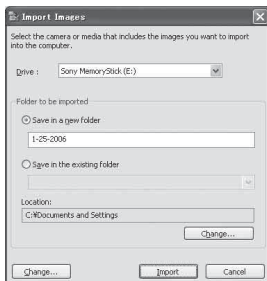 Import Images
Select the camera or media that includes the images you want to import
into the computer.
Drive : Sony MemoryStick (E:)
Folder to be imported
Save in a new folder
1-25-2006
Save in the existing folder
Location:
C:¥Documents and Settings
Change...
Change... Import Cancel